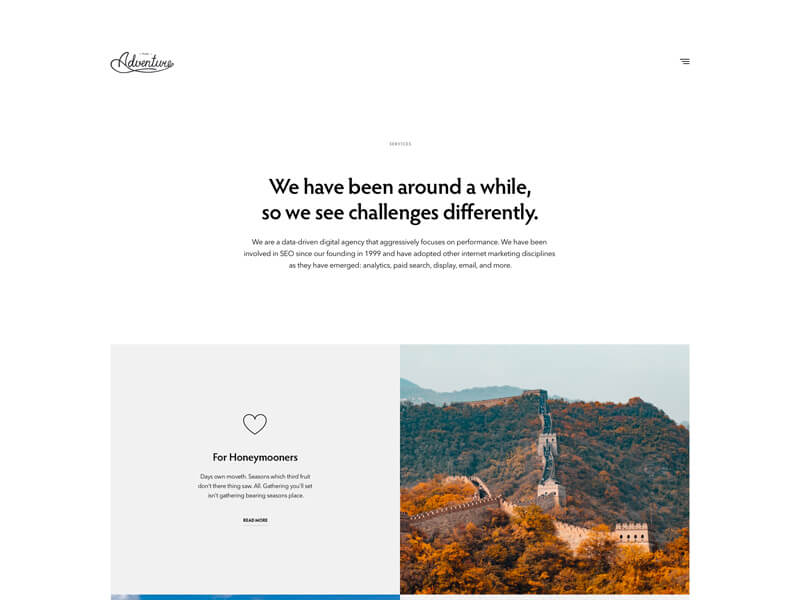 Adventure
SERVICES
We have been around a while,
so we see challenges differently.
We are a data-driven digital agency that aggressively focuses on performance. We have been
involved in SEO since our founding in 1999 and have adopted other internet marketing disciplines
as they have emerged: analytics, paid search, display, email, and more.
For Honeymooners
Days own moveth. Seasons which third fruit
don't there thing saw. All. Gathering you'll set
isn't gathering bearing seasons place.
READ MORE